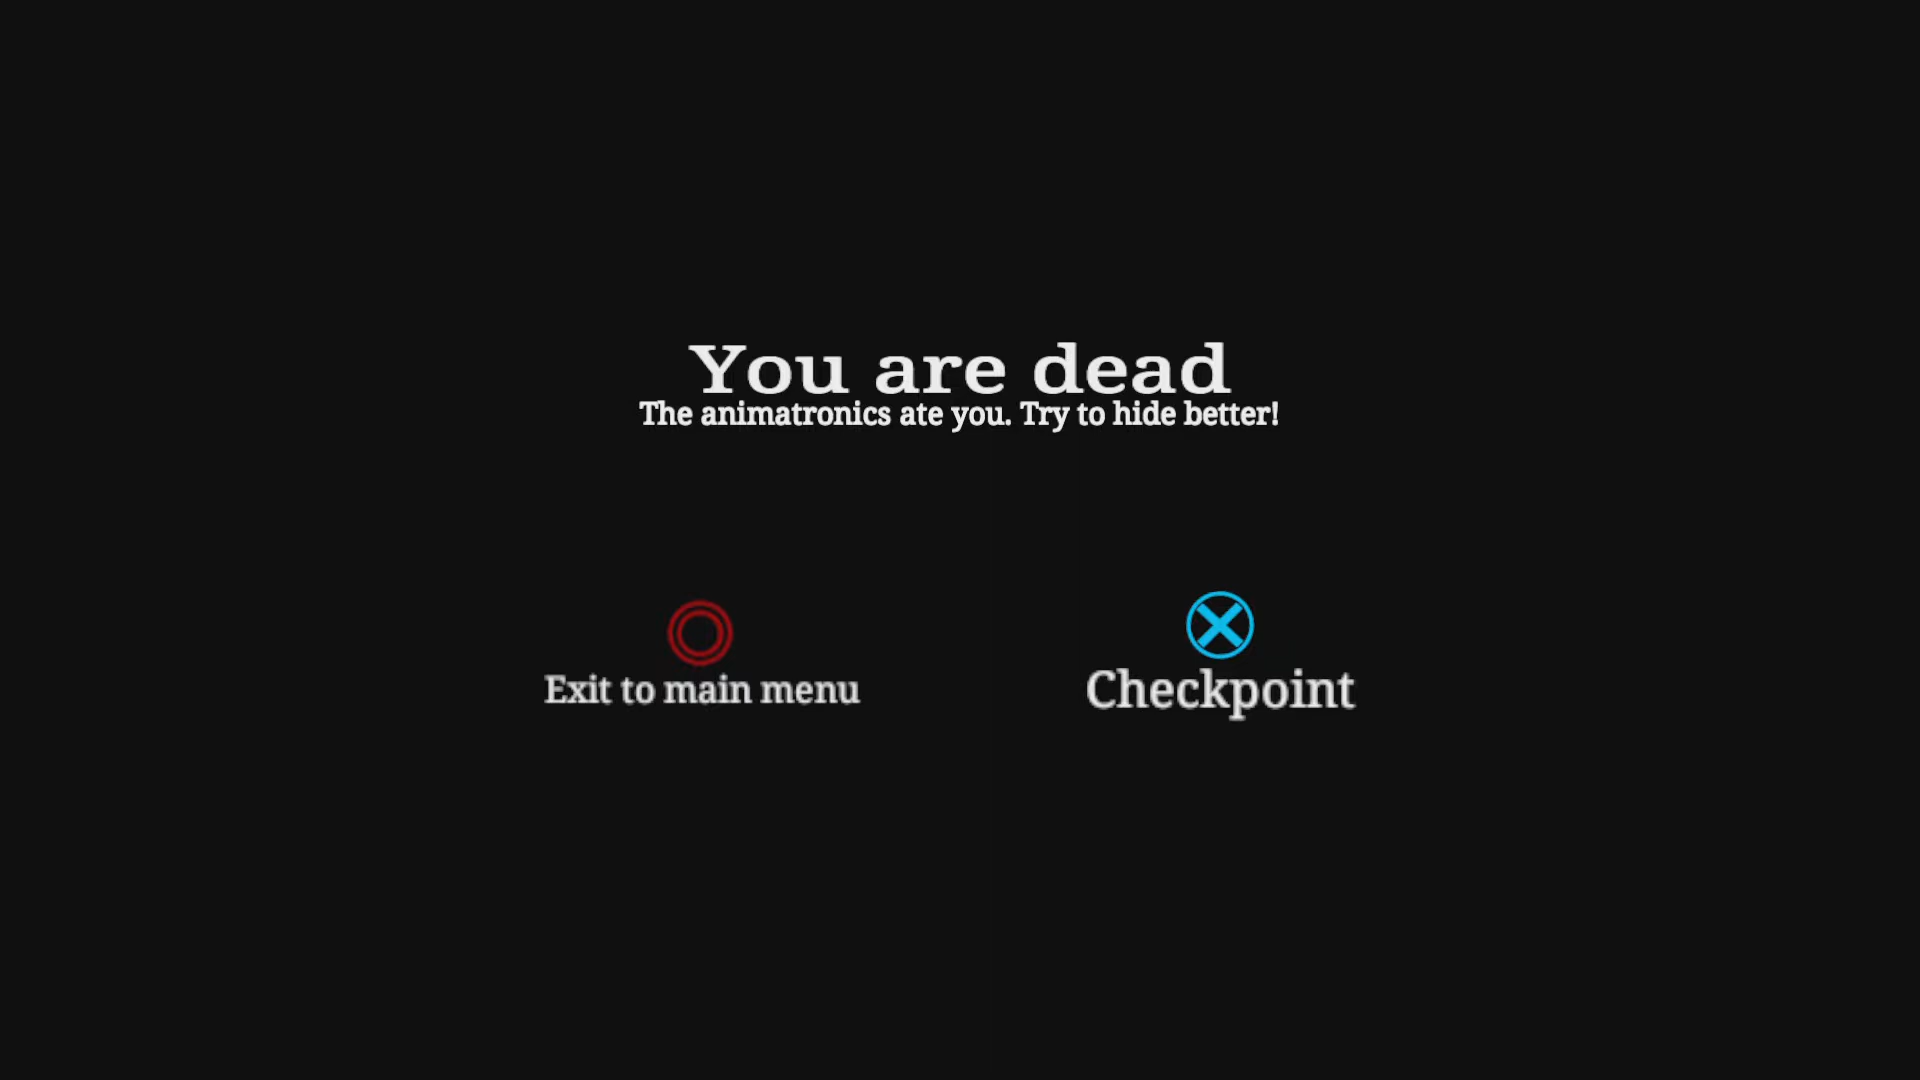 You are dead
The animatronics ate you. Try to hide better!
Exit to main menu
Checkpoint